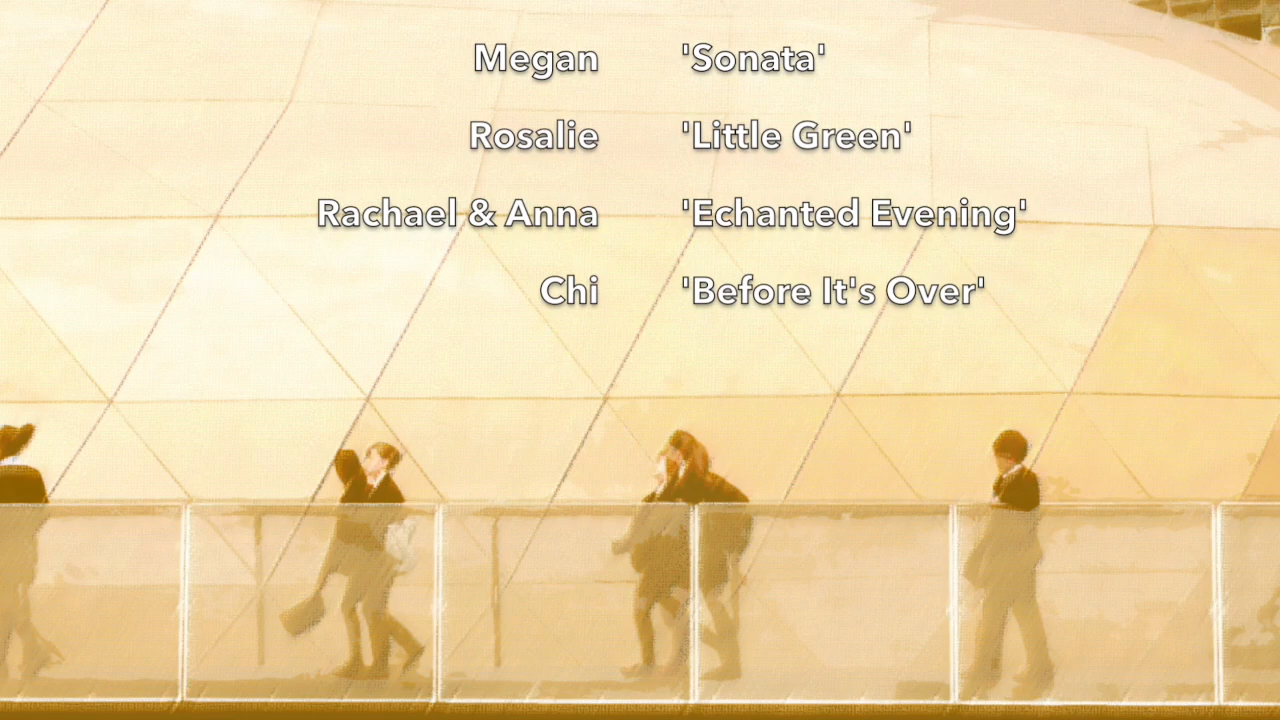 Megan 'Sonata'
Rosalie 'Little Green'
Rachael & Anna 'Echanted Evening'
Chi 'Before It's Over'